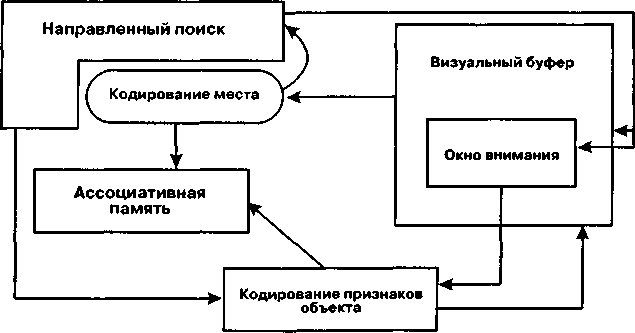 Направленный поиск
Визуальный буфер
Кодирование места
Окно внимания
Ассоциативная
память
Кодирование признаков
объекта